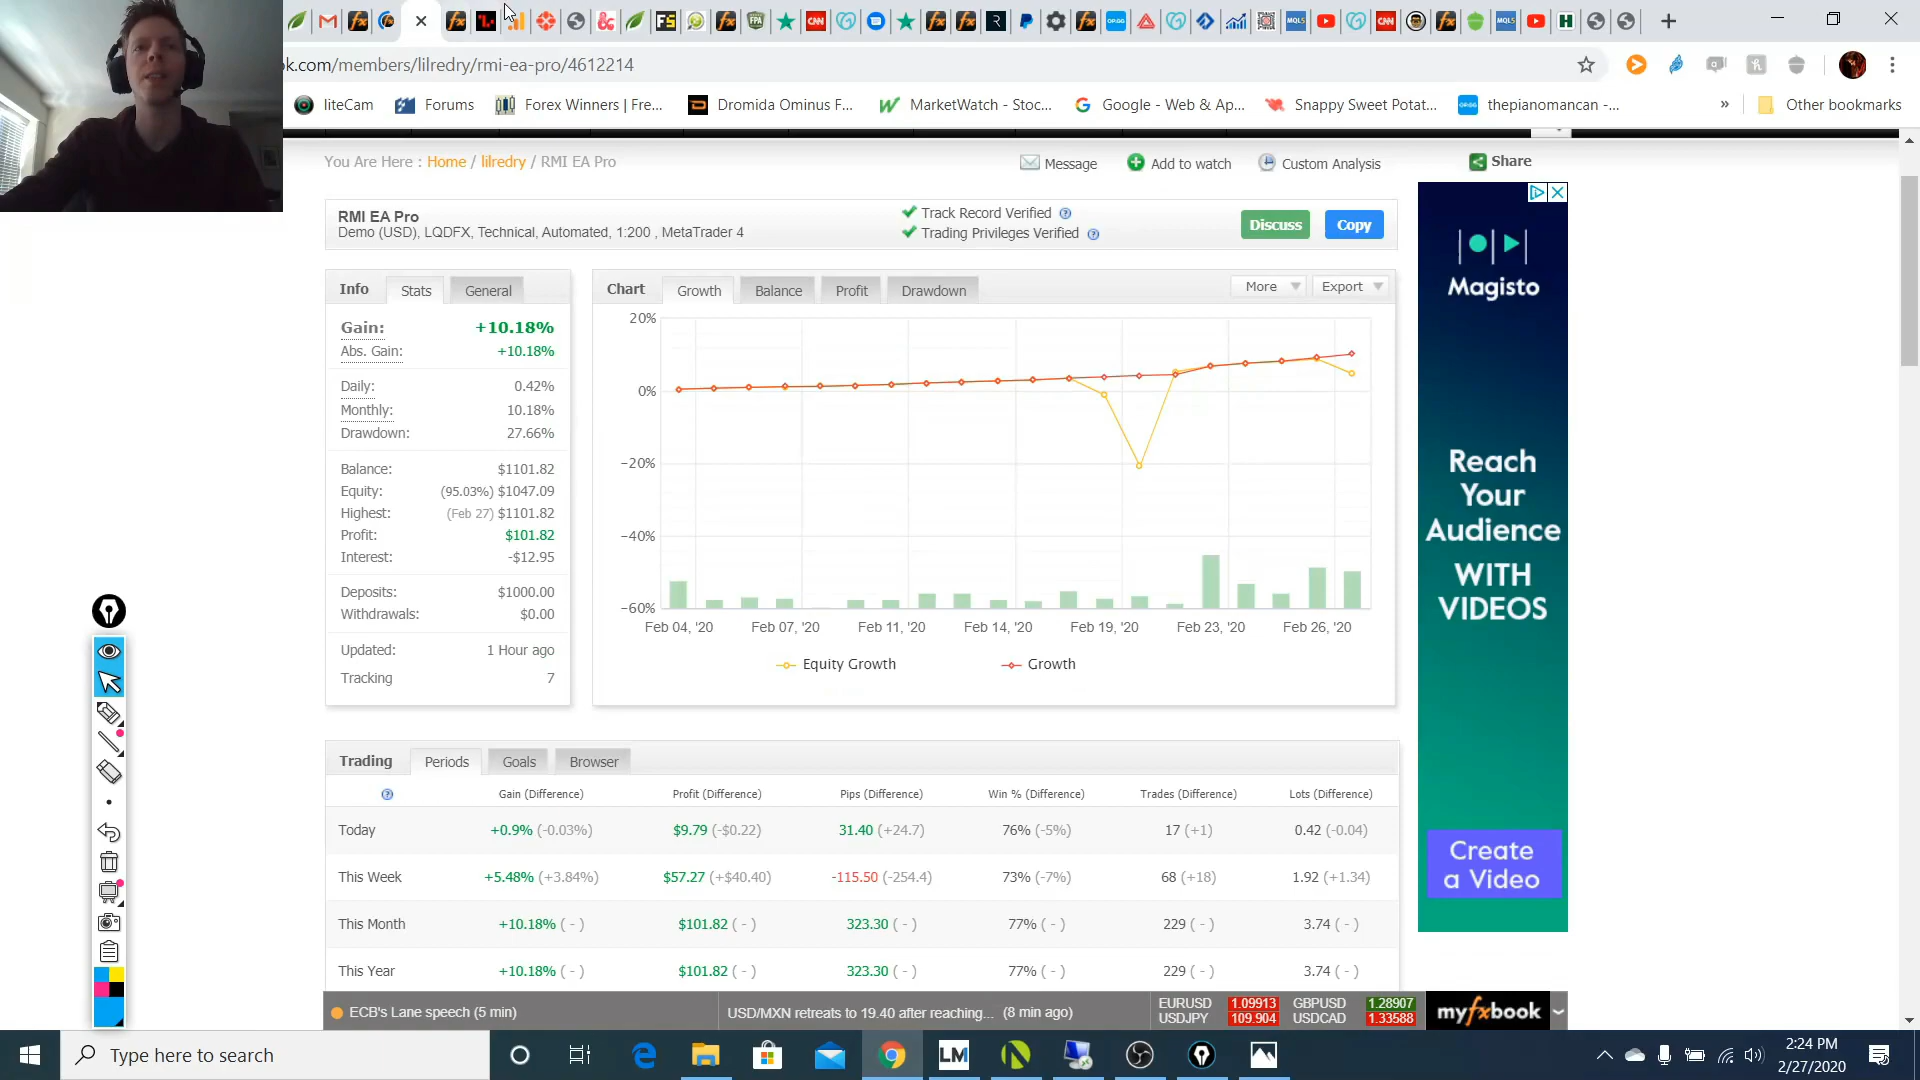 k.com/members/lilredry/rmi-ea-pro/4612214
liteCam Forums Forex Winners | Fre... Dromida Ominus F... MarketWatch - Stoc... Google - Web & Ap... Snappy Sweet Potat... thepianomancan -... » Other bookmarks
You Are Here : Home / lilredry / RMI EA Pro
Message Add to watch Custom Analysis Share
RMI EA Pro
Demo (USD), LQDFX, Technical, Automated, 1:200 , MetaTrader 4
Track Record Verified
Trading Privileges Verified
Discuss Copy
Info Stats General
Gain: +10.18%
Abs. Gain: +10.18%
Daily: 0.42%
Monthly: 10.18%
Drawdown: 27.66%
Balance: $1101.82
Equity: (95.03%) $1047.09
Highest: (Feb 27) $1101.82
Profit: $101.82
Interest: -$12.95
Deposits: $1000.00
Withdrawals: $0.00
Updated: 1 Hour ago
Tracking 7
Chart Growth Balance Profit Drawdown More Export
20%
0%
-20%
-40%
-60%
Feb 04, '20 Feb 07, '20 Feb 11, '20 Feb 14, '20 Feb 19, '20 Feb 23, '20 Feb 26, '20
Equity Growth Growth
Magisto
Reach
Your
Audience
WITH
VIDEOS
Create
a Video
Trading Periods Goals Browser
Gain (Difference) Profit (Difference) Pips (Difference) Win % (Difference) Trades (Difference) Lots (Difference)
Today +0.9% (-0.03%) $9.79 (-$0.22) 31.40 (+24.7) 76% (-5%) 17 (+1) 0.42 (-0.04)
This Week +5.48% (+3.84%) $57.27 (+$40.40) -115.50 (-254.4) 73% (-7%) 68 (+18) 1.92 (+1.34)
This Month +10.18% ( - ) $101.82 ( - ) 323.30 ( - ) 77% ( - ) 229 ( - ) 3.74 ( - )
This Year +10.18% ( - ) $101.82 ( - ) 323.30 ( - ) 77% ( - ) 229 ( - ) 3.74 ( - )
ECB's Lane speech (5 min) USD/MXN retreats to 19.40 after reaching... (8 min ago)
EURUSD 1.09913 GBPUSD 1.28907
USDJPY 109.904 USDCAD 1.33588
myfxbook
Type here to search
LM
2:24 PM
2/27/2020